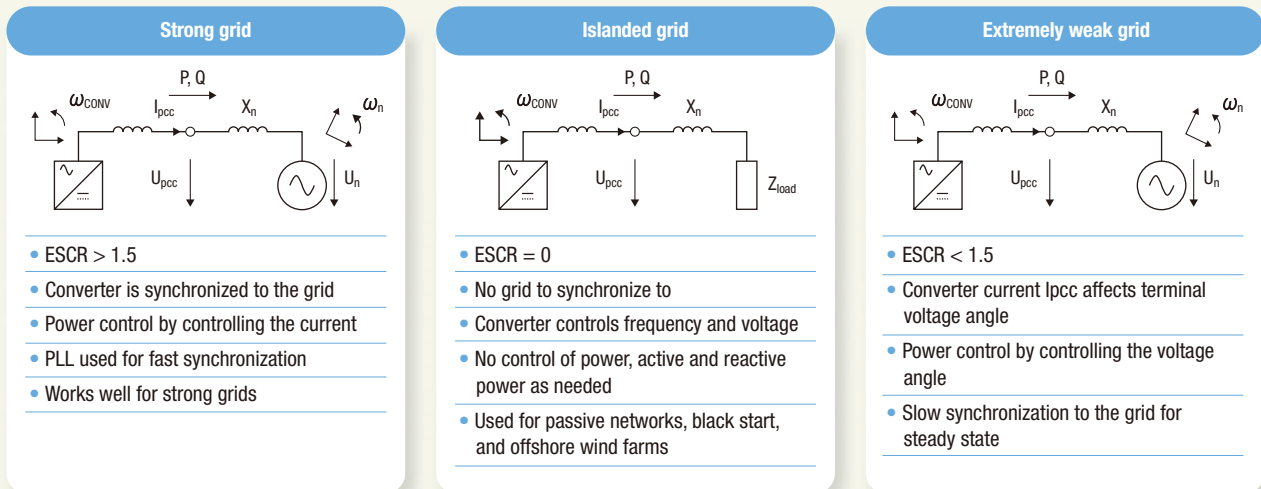 Strong grid
P, Q
ωCONV
Ipcc
Xn
ωn
Upcc
Un
• ESCR > 1.5
• Converter is synchronized to the grid
• Power control by controlling the current
• PLL used for fast synchronization
• Works well for strong grids
Islanded grid
P, Q
ωCONV
Ipcc
Xn
Upcc
Zload
• ESCR = 0
• No grid to synchronize to
• Converter controls frequency and voltage
• No control of power, active and reactive
power as needed
• Used for passive networks, black start,
and offshore wind farms
Extremely weak grid
P, Q
ωCONV
Ipcc
Xn
ωn
Upcc
Un
• ESCR < 1.5
• Converter current Ipcc affects terminal
voltage angle
• Power control by controlling the voltage
angle
• Slow synchronization to the grid for
steady state